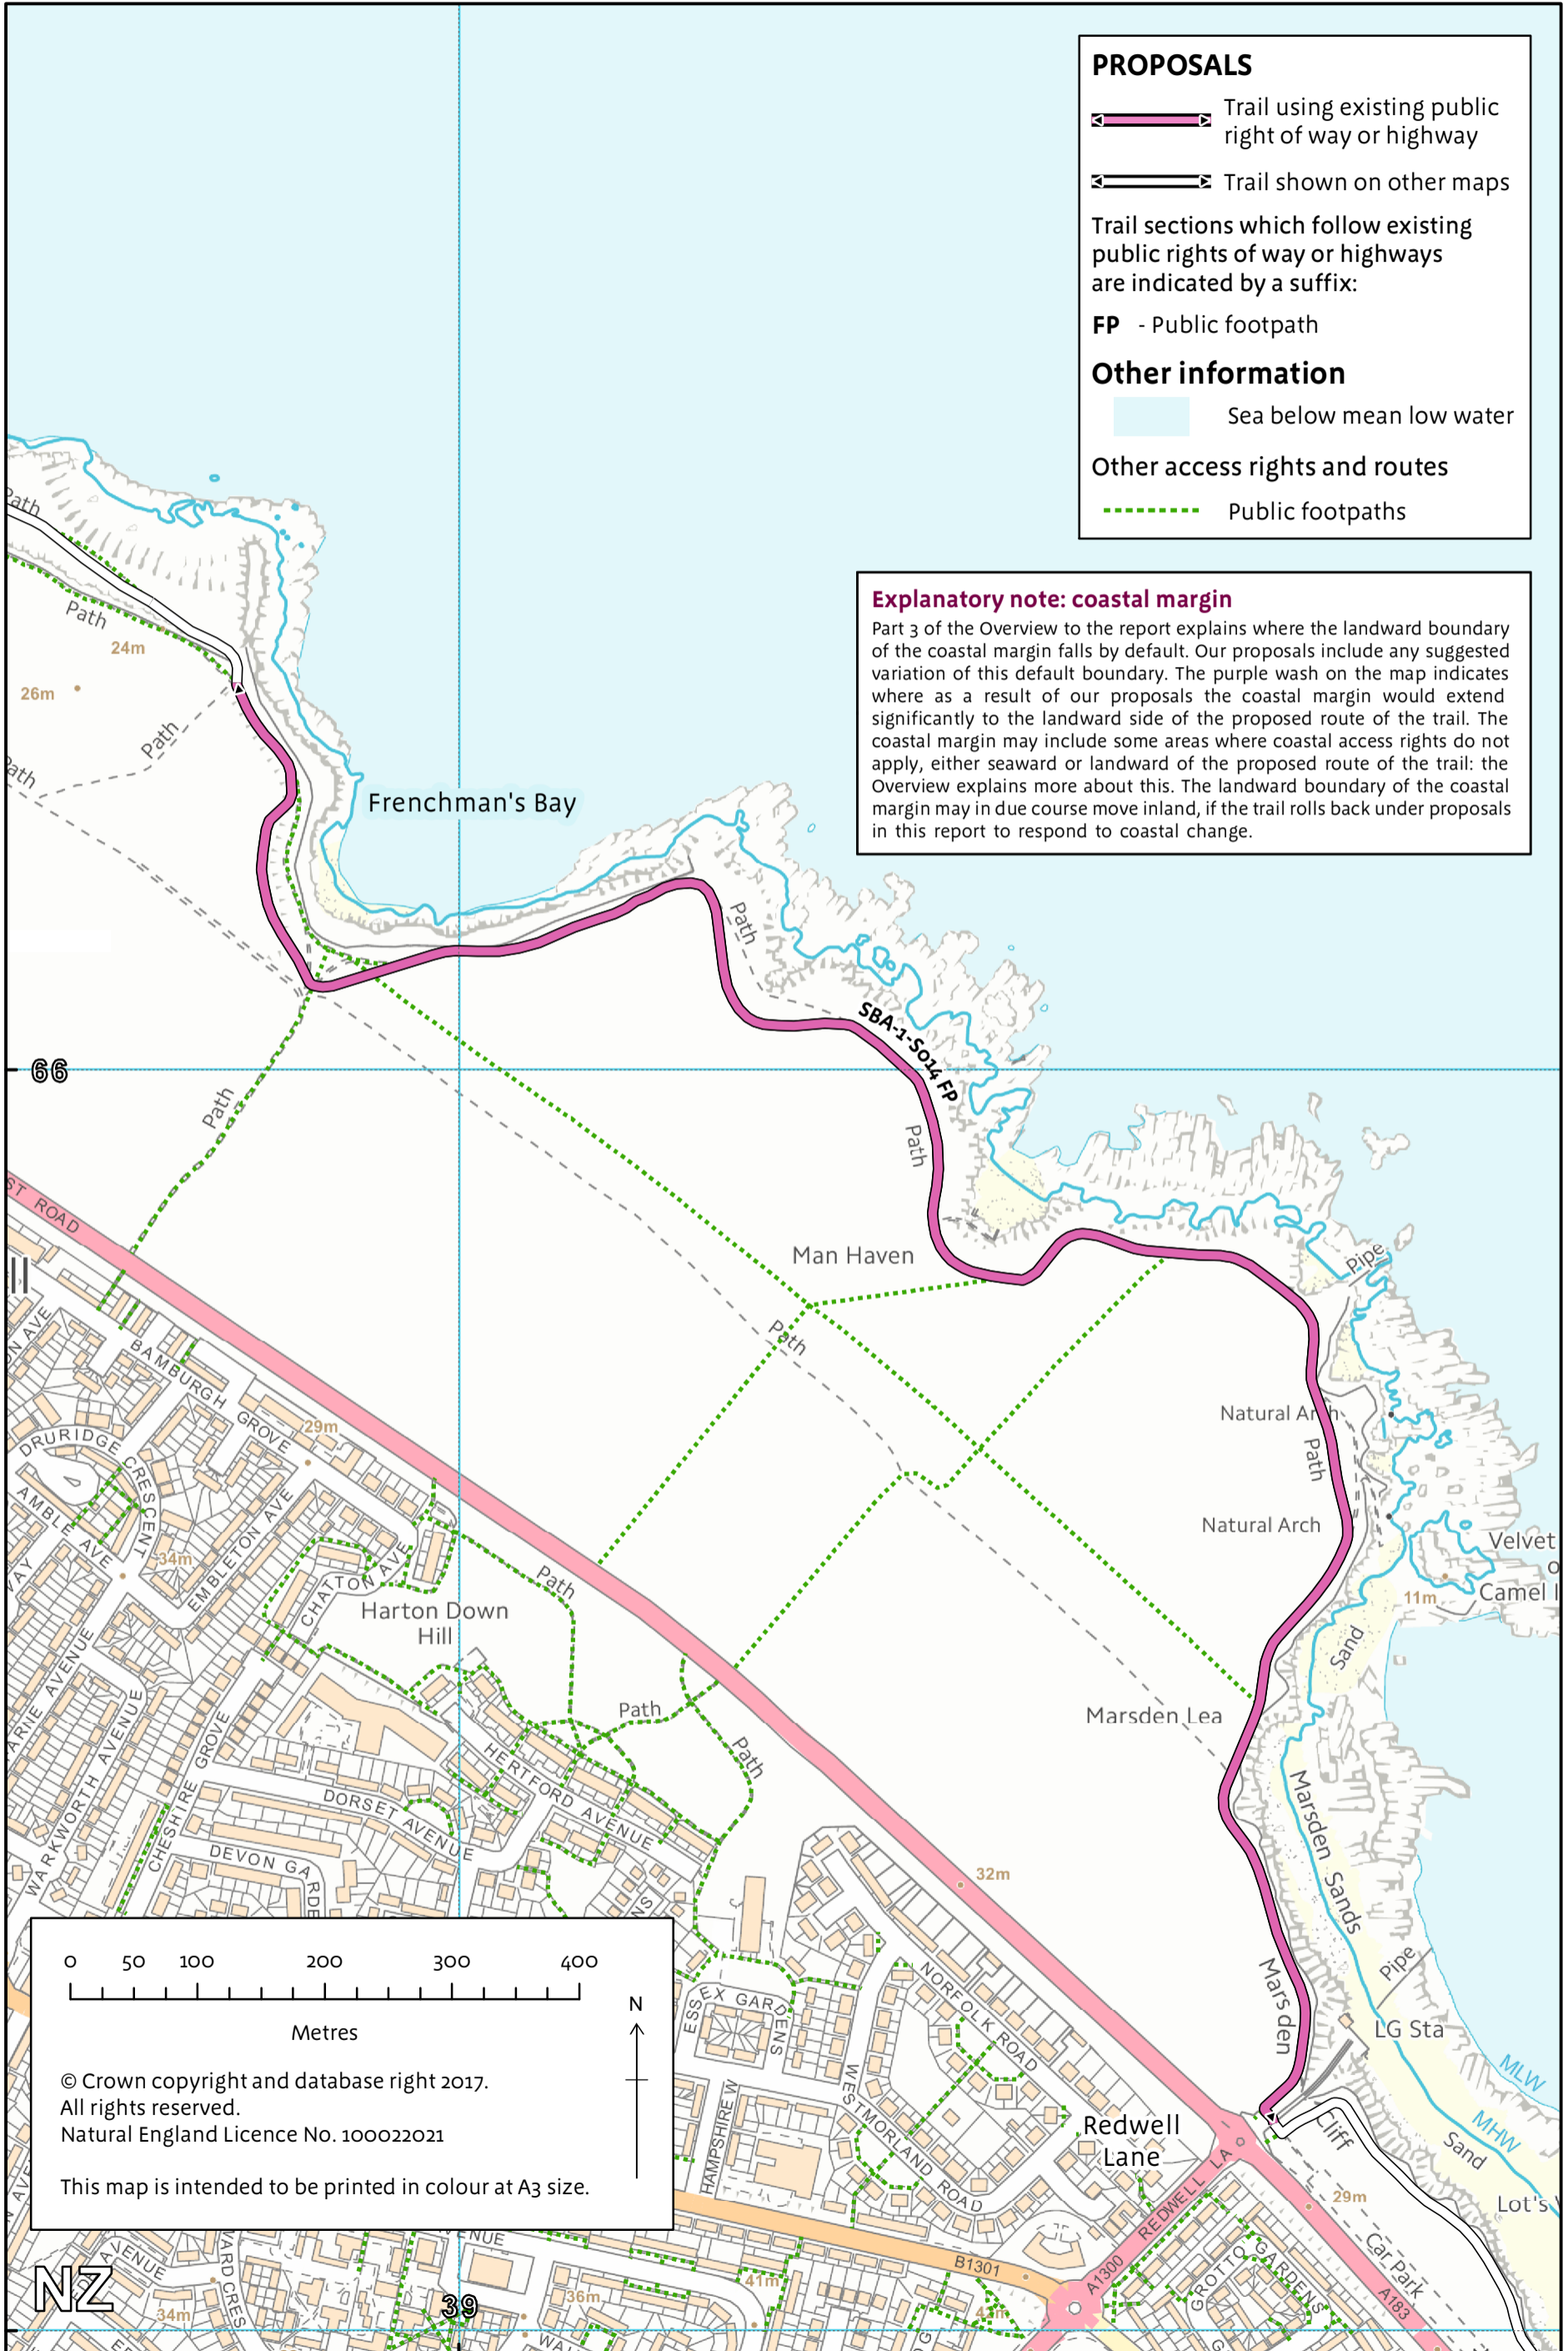 PROPOSALS
Trail using existing public
right of way or highway
Trail shown on other maps
Trail sections which follow existing
public rights of way or highways
are indicated by a suffix:
FP - Public footpath
Other information
Sea below mean low water
Other access rights and routes
Public footpaths
Explanatory note: coastal margin
Part 3 of the Overview to the report explains where the landward boundary
of the coastal margin falls by default. Our proposals include any suggested
variation of this default boundary. The purple wash on the map indicates
where as a result of our proposals the coastal margin would extend
significantly to the landward side of the proposed route of the trail. The
coastal margin may include some areas where coastal access rights do not
apply, either seaward or landward of the proposed route of the trail: the
Overview explains more about this. The landward boundary of the coastal
margin may in due course move inland, if the trail rolls back under proposals
in this report to respond to coastal change.
Path
Path
24m
26m
Path
Path
Frenchman's Bay
Path
SBA-1-S014 FP
66
Path
Path
ST ROAD
Man Haven
Pipe
Path
BAMBURGH GROVE
29m
Natural Arch
Path
DRURIDGE CRESCENT
AMBLE AVE
EMBLETON AVE
34m
CHATTON AVE
Path
Natural Arch
Velvet
11m
Camel I
Harton Down
Hill
Sand
Path
Marsden Lea
Path
WARKWORTH AVENUE
CHESHIRE GROVE
HERTFORD AVENUE
DORSET AVENUE
DEVON GARDE
Marsden Sands
32m
Pipe
Marsden
LG Sta
NORFOLK ROAD
ESSEX GARDENS
WESTMORLAND ROAD
HAMPSHIRE W
MLW
MHW
Redwell
Lane
Cliff
Sand
Lot's
29m
REDWELL LA
Car Park
A183
A1300
B1301
GROTTO GARDENS
0 50 100 200 300 400
Metres
N
© Crown copyright and database right 2017.
All rights reserved.
Natural England Licence No. 100022021
This map is intended to be printed in colour at A3 size.
NZ
39
34m
36m
41m
AVENUE
ENUE
WARD CRES